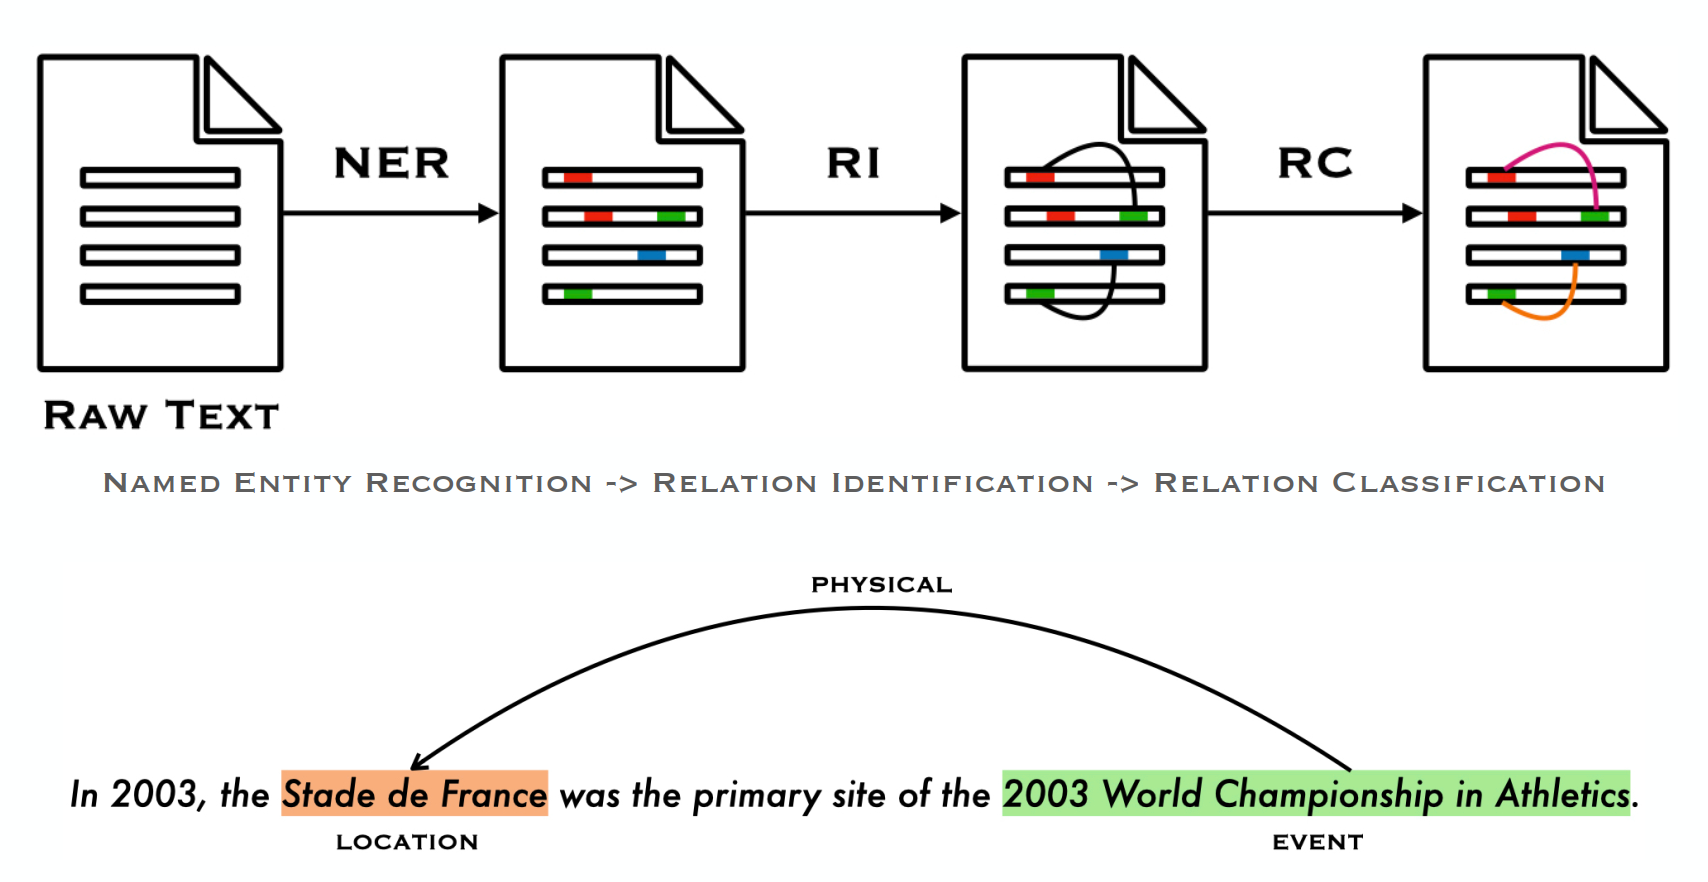 NER
RI
RC
RAW TEXT
NAMED ENTITY RECOGNITION -> RELATION IDENTIFICATION -> RELATION CLASSIFICATION
PHYSICAL
In 2003, the Stade de France was the primary site of the 2003 World Championship in Athletics.
LOCATION
EVENT